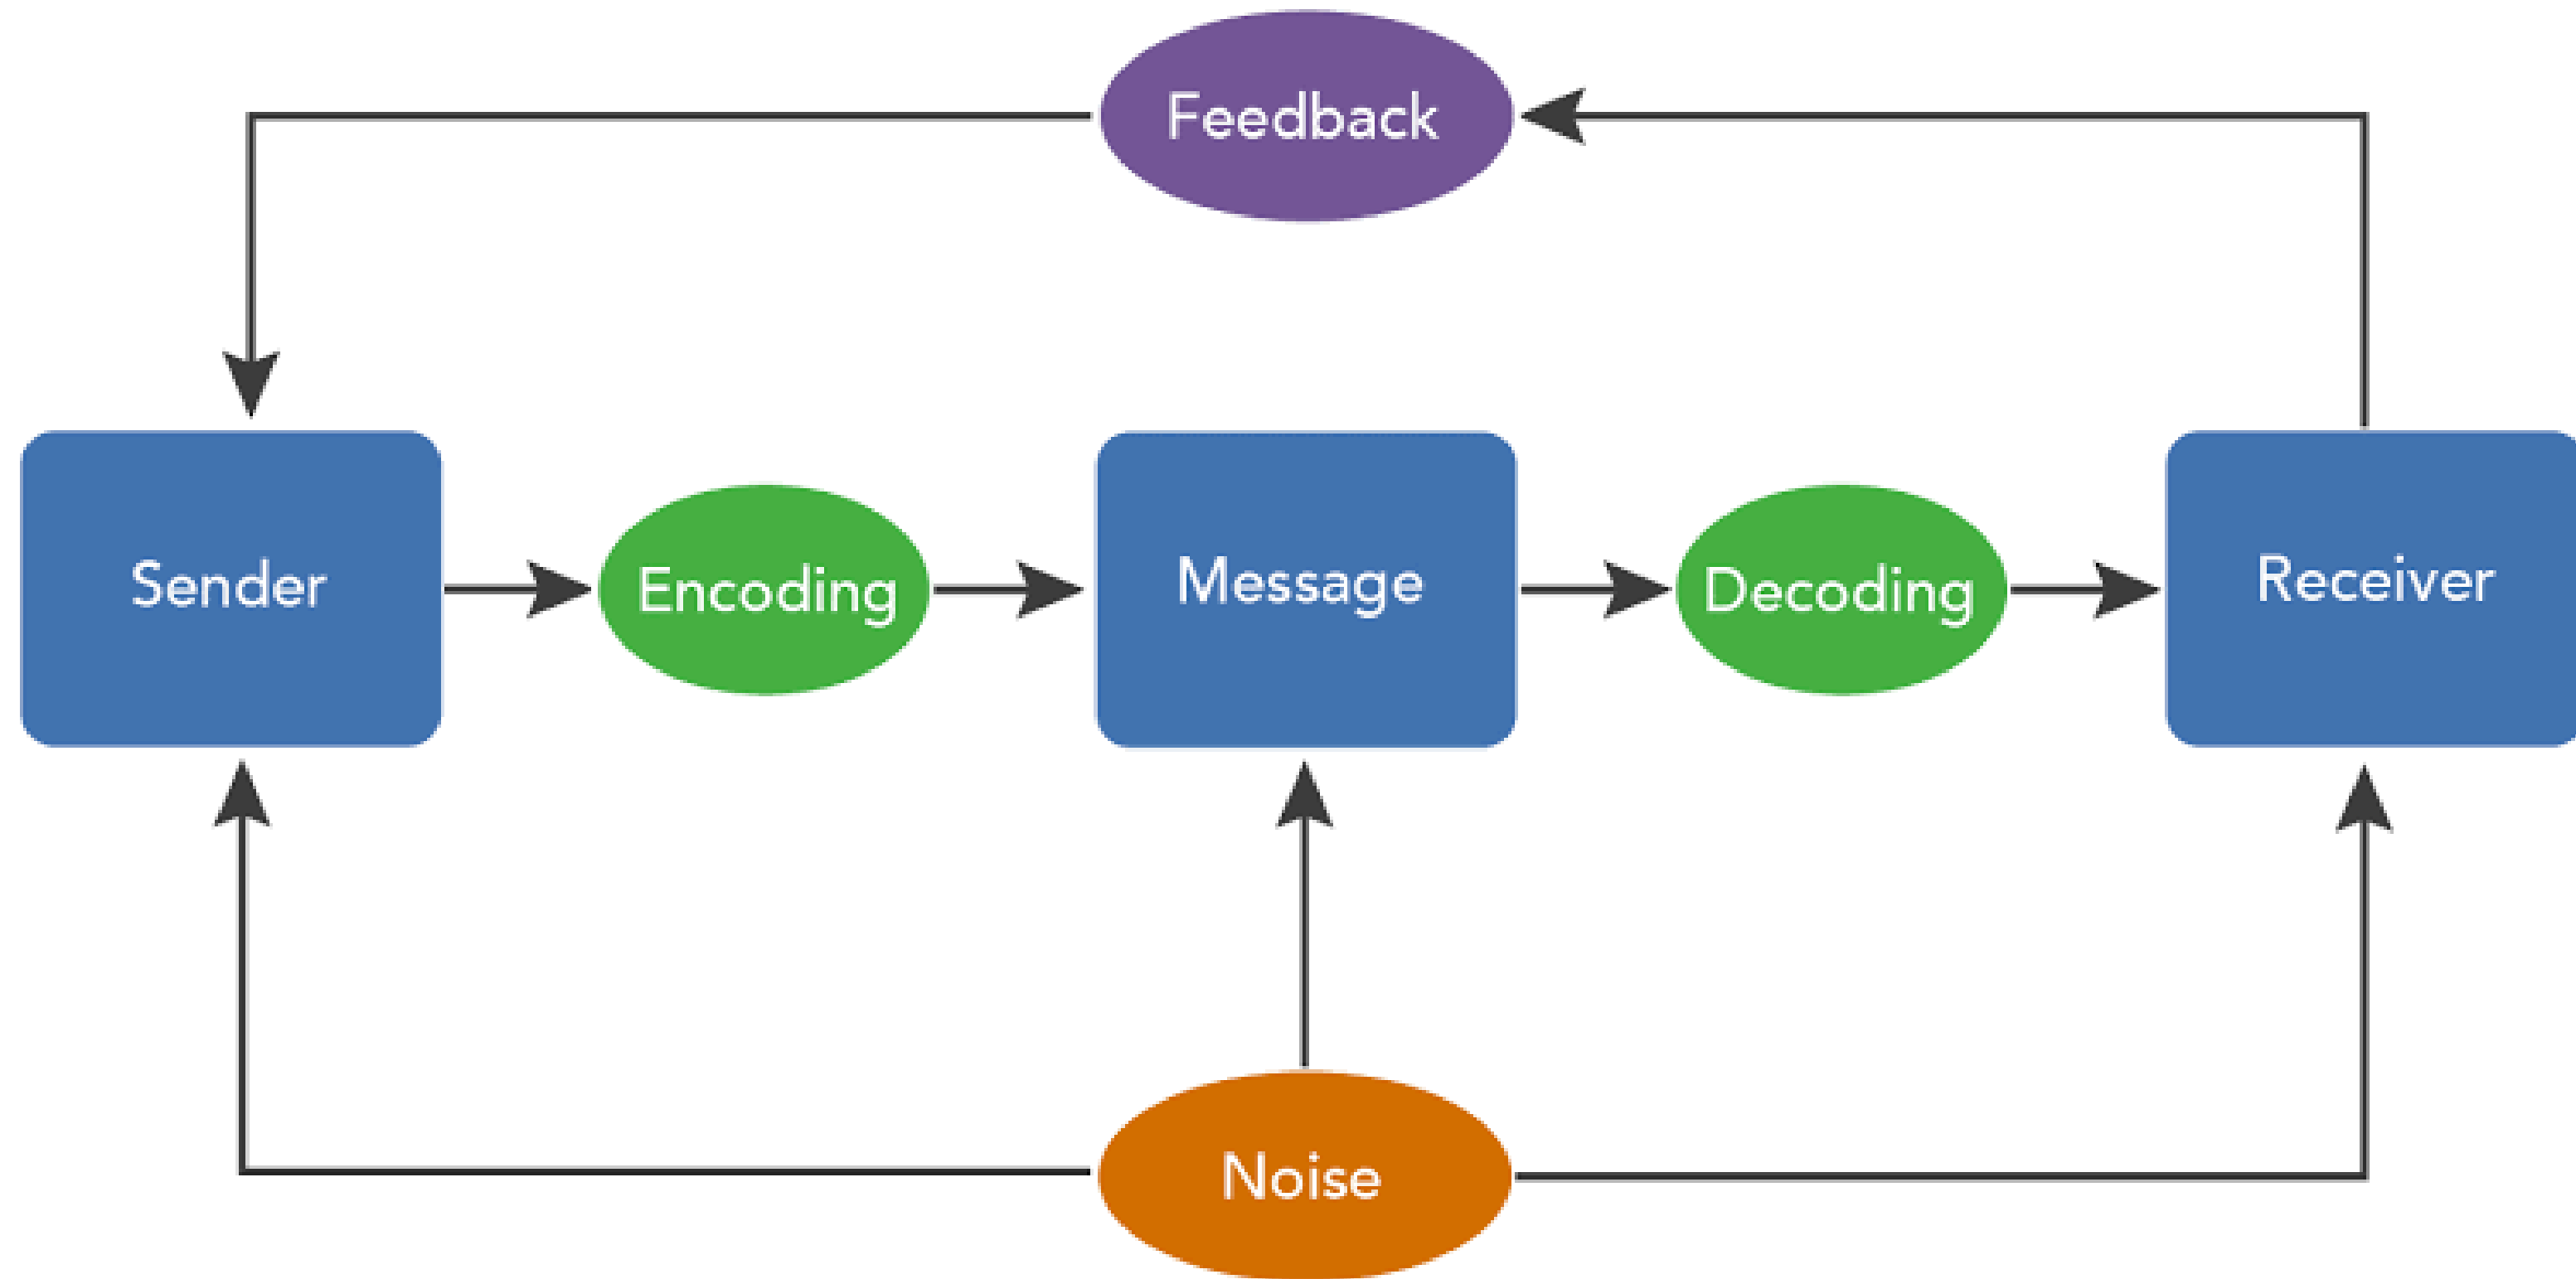 Feedback
Sender
Encoding
Message
Decoding
Receiver
Noise